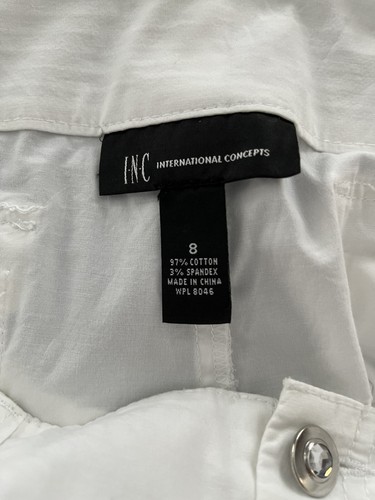 I·N·C INTERNATIONAL CONCEPTS
8
97% COTTON
3% SPANDEX
MADE IN CHINA
WPL 8046